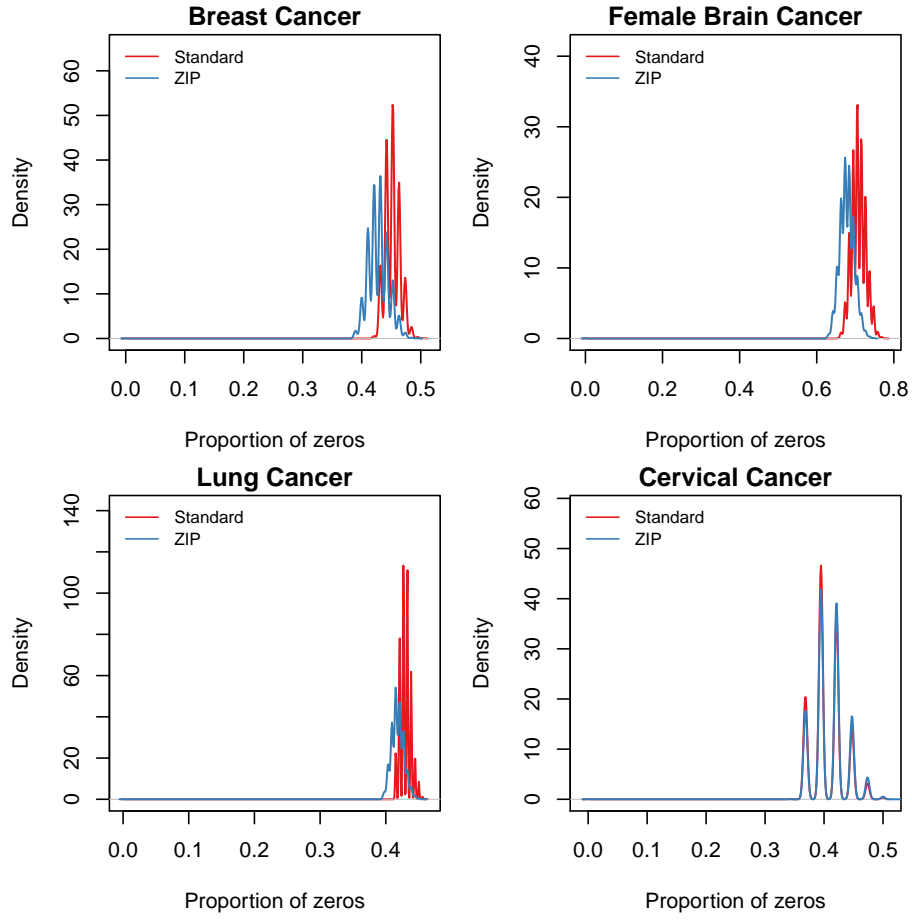 Breast Cancer
Standard
ZIP
Density
0 10 20 30 40 50 60
0.0 0.1 0.2 0.3 0.4 0.5
Proportion of zeros
Female Brain Cancer
Standard
ZIP
Density
0 10 20 30 40
0.0 0.2 0.4 0.6 0.8
Proportion of zeros
Lung Cancer
Standard
ZIP
Density
0 20 60 100 140
0.0 0.1 0.2 0.3 0.4
Proportion of zeros
Cervical Cancer
Standard
ZIP
Density
0 10 20 30 40 50 60
0.0 0.1 0.2 0.3 0.4 0.5
Proportion of zeros